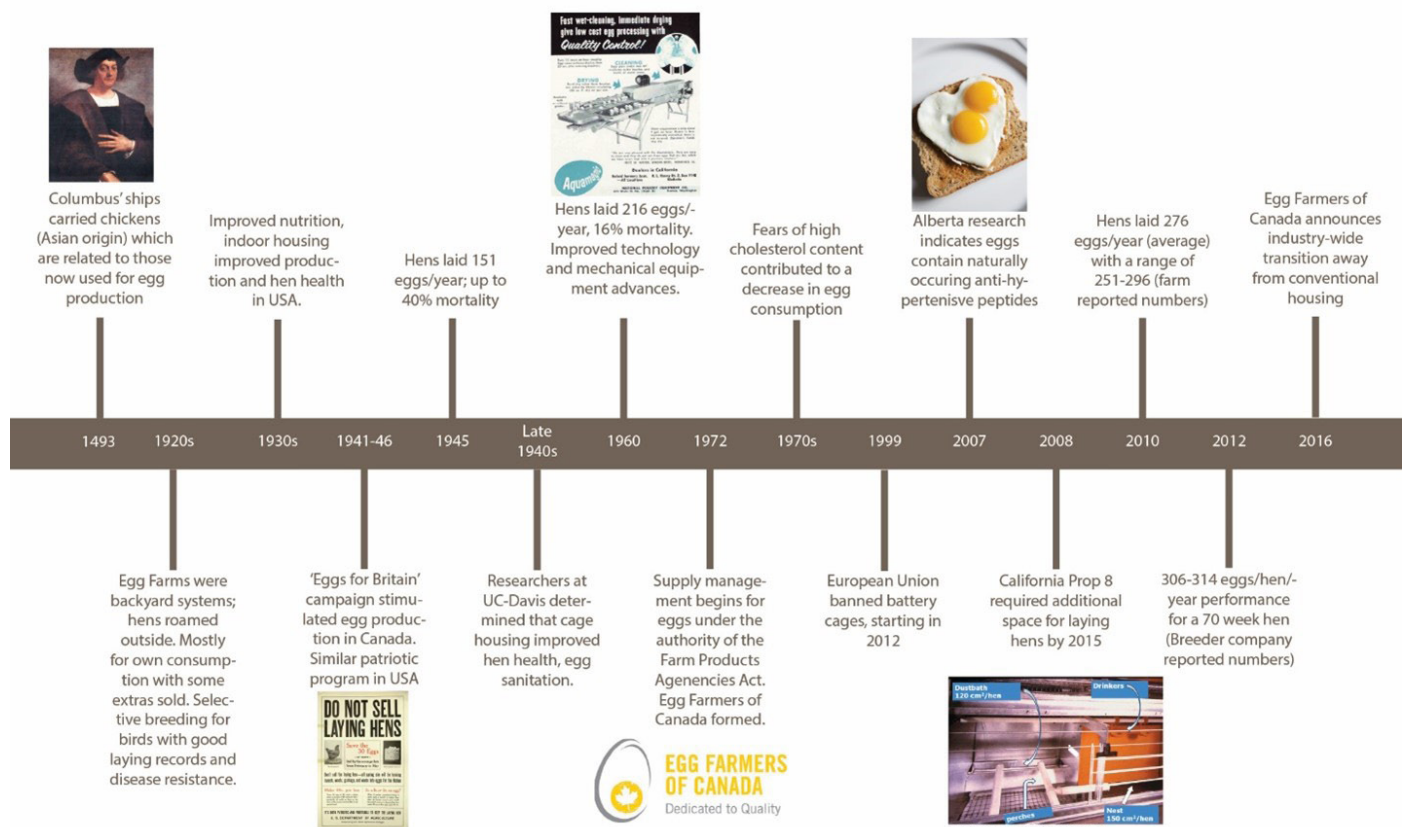 Fast wet-cleaning, immediate drying
give low cost egg processing with
Quality Control!
CLEANING
DRYING
Aquamagic
Dealers in California
Columbus' ships
carried chickens
(Asian origin) which
are related to those
now used for egg
production
Improved nutrition,
indoor housing
improved produc-
tion and hen health
in USA.
Hens laid 151
eggs/year; up to
40% mortality
Hens laid 216 eggs/-
year, 16% mortality.
Improved technology
and mechanical equip-
ment advances.
Fears of high
cholesterol content
contributed to a
decrease in egg
consumption
Alberta research
indicates eggs
contain naturally
occuring anti-hy-
pertenisve peptides
Hens laid 276
eggs/year (average)
with a range of
251-296 (farm
reported numbers)
Egg Farmers of
Canada announces
industry-wide
transition away
from conventional
housing
1493
1920s
1930s
1941-46
1945
Late
1940s
1960
1972
1970s
1999
2007
2008
2010
2012
2016
Egg Farms were
backyard systems;
hens roamed
outside. Mostly
for own consump-
tion with some
extras sold. Selec-
tive breeding for
birds with good
laying records and
disease resistance.
'Eggs for Britain'
campaign stimu-
lated egg produc-
tion in Canada.
Similar patriotic
program in USA
DO NOT SELL
LAYING HENS
Researchers at
UC-Davis deter-
mined that cage
housing improved
hen health, egg
sanitation.
Supply manage-
ment begins for
eggs under the
authority of the
Farm Products
Agenencies Act.
Egg Farmers of
Canada formed.
EGG FARMERS
OF CANADA
Dedicated to Quality
European Union
banned battery
cages, starting in
2012
California Prop 8
required additional
space for laying
hens by 2015
Dustbath
120 cm²/hen
Drinkers
perches
Nest
150 cm²/hen
306-314 eggs/hen/-
year performance
for a 70 week hen
(Breeder company
reported numbers)